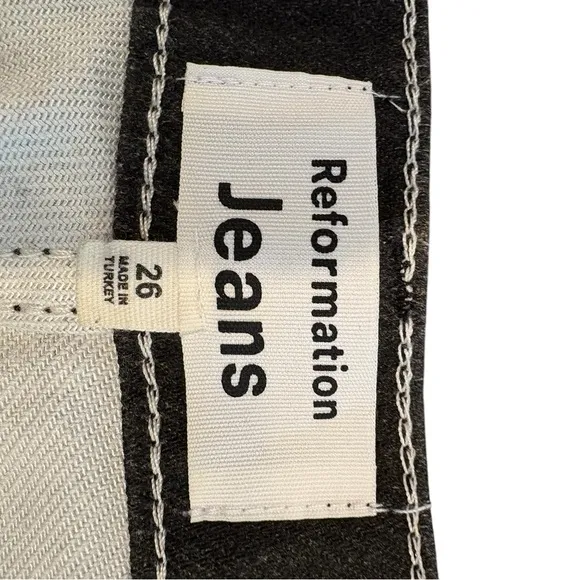 Reformation
Jeans
26
MADE IN
TURKEY